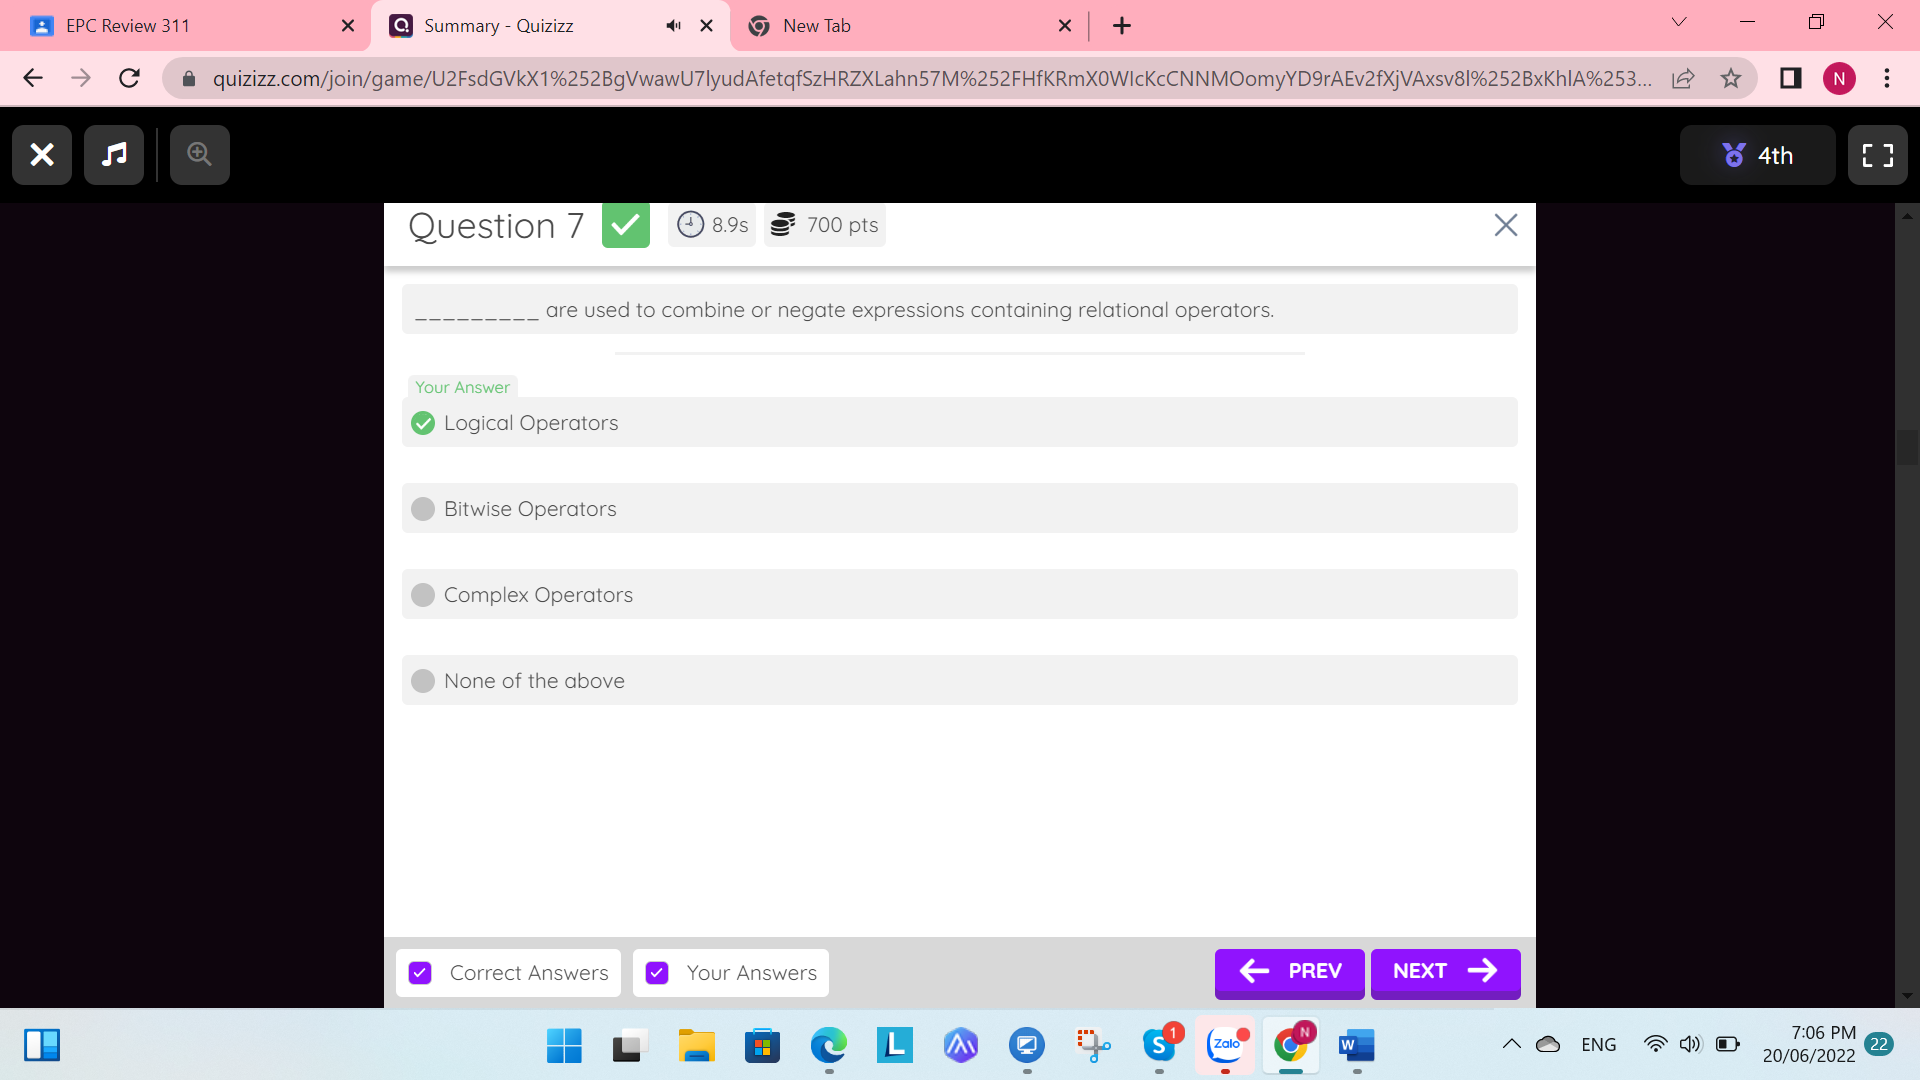 EPC Review 311
Summary - Quizizz
New Tab
quizizz.com/join/game/U2FsdGVkX1%252BgVwawU7lyudAfetqfSzHRZXLahn57M%252FHfKRmX0WIcKcCNNMOomyYD9rAEv2fXjVAxsv8l%252BxKhlA%253...
N
4th
Question 7
8.9s
700 pts
_________ are used to combine or negate expressions containing relational operators.
Your Answer
Logical Operators
Bitwise Operators
Complex Operators
None of the above
Correct Answers
Your Answers
PREV
NEXT
L
S
1
Zalo
N
W
ENG
7:06 PM
20/06/2022
22